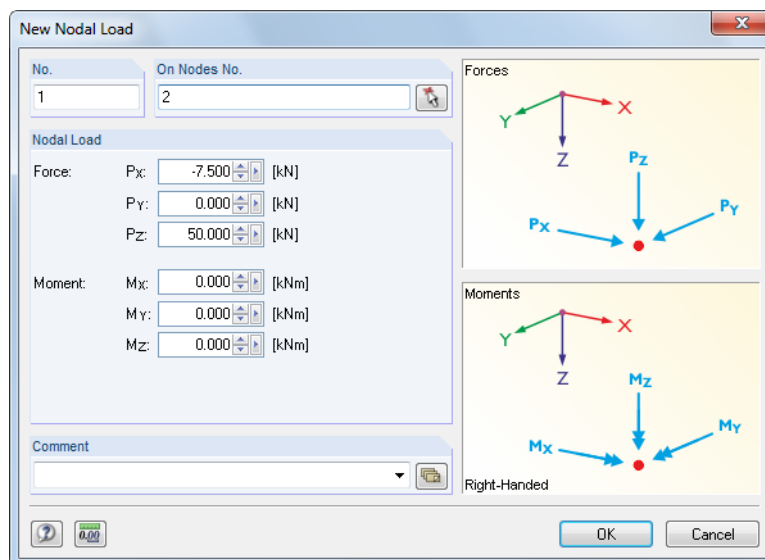 New Nodal Load
No.
1
On Nodes No.
2
Nodal Load
Force:
PX: -7.500 [kN]
PY: 0.000 [kN]
PZ: 50.000 [kN]
Moment:
MX: 0.000 [kNm]
MY: 0.000 [kNm]
MZ: 0.000 [kNm]
Comment
Forces
X
Y
Z
PZ
PY
PX
Moments
X
Y
Z
MZ
MY
MX
Right-Handed
0.00
OK
Cancel